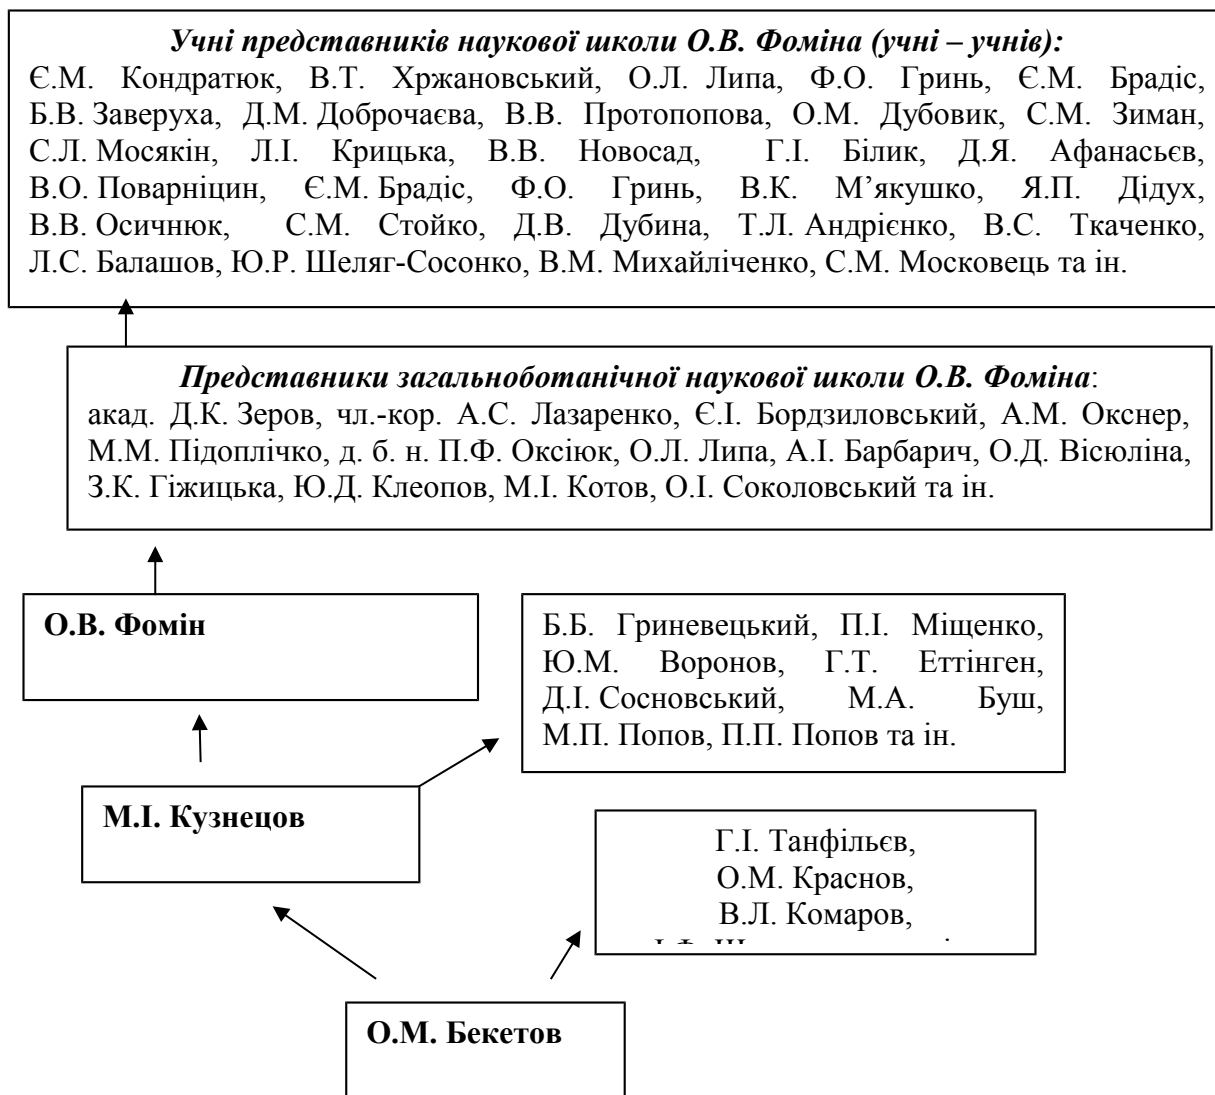 Учні представників наукової школи О.В. Фоміна (учні – учнів):
Є.М. Кондратюк, В.Т. Хржановський, О.Л. Липа, Ф.О. Гринь, Є.М. Брадіс,
Б.В. Заверуха, Д.М. Доброчаєва, В.В. Протопопова, О.М. Дубовик, С.М. Зиман,
С.Л. Мосякін, Л.І. Крицька, В.В. Новосад, Г.І. Білик, Д.Я. Афанасьєв,
В.О. Поварніцин, Є.М. Брадіс, Ф.О. Гринь, В.К. М’якушко, Я.П. Дідух,
В.В. Осичнюк, С.М. Стойко, Д.В. Дубина, Т.Л. Андрієнко, В.С. Ткаченко,
Л.С. Балашов, Ю.Р. Шеляг-Сосонко, В.М. Михайліченко, С.М. Московець та ін.
Представники загальноботанічної наукової школи О.В. Фоміна:
акад. Д.К. Зеров, чл.-кор. А.С. Лазаренко, Є.І. Бордзиловський, А.М. Окснер,
М.М. Підоплічко, д. б. н. П.Ф. Оксіюк, О.Л. Липа, А.І. Барбарич, О.Д. Вісюліна,
З.К. Гіжицька, Ю.Д. Клеопов, М.І. Котов, О.І. Соколовський та ін.
О.В. Фомін
Б.Б. Гриневецький, П.І. Міщенко,
Ю.М. Воронов, Г.Т. Еттінген,
Д.І. Сосновський, М.А. Буш,
М.П. Попов, П.П. Попов та ін.
М.І. Кузнецов
Г.І. Танфільєв,
О.М. Краснов,
В.Л. Комаров,
О.М. Бекетов